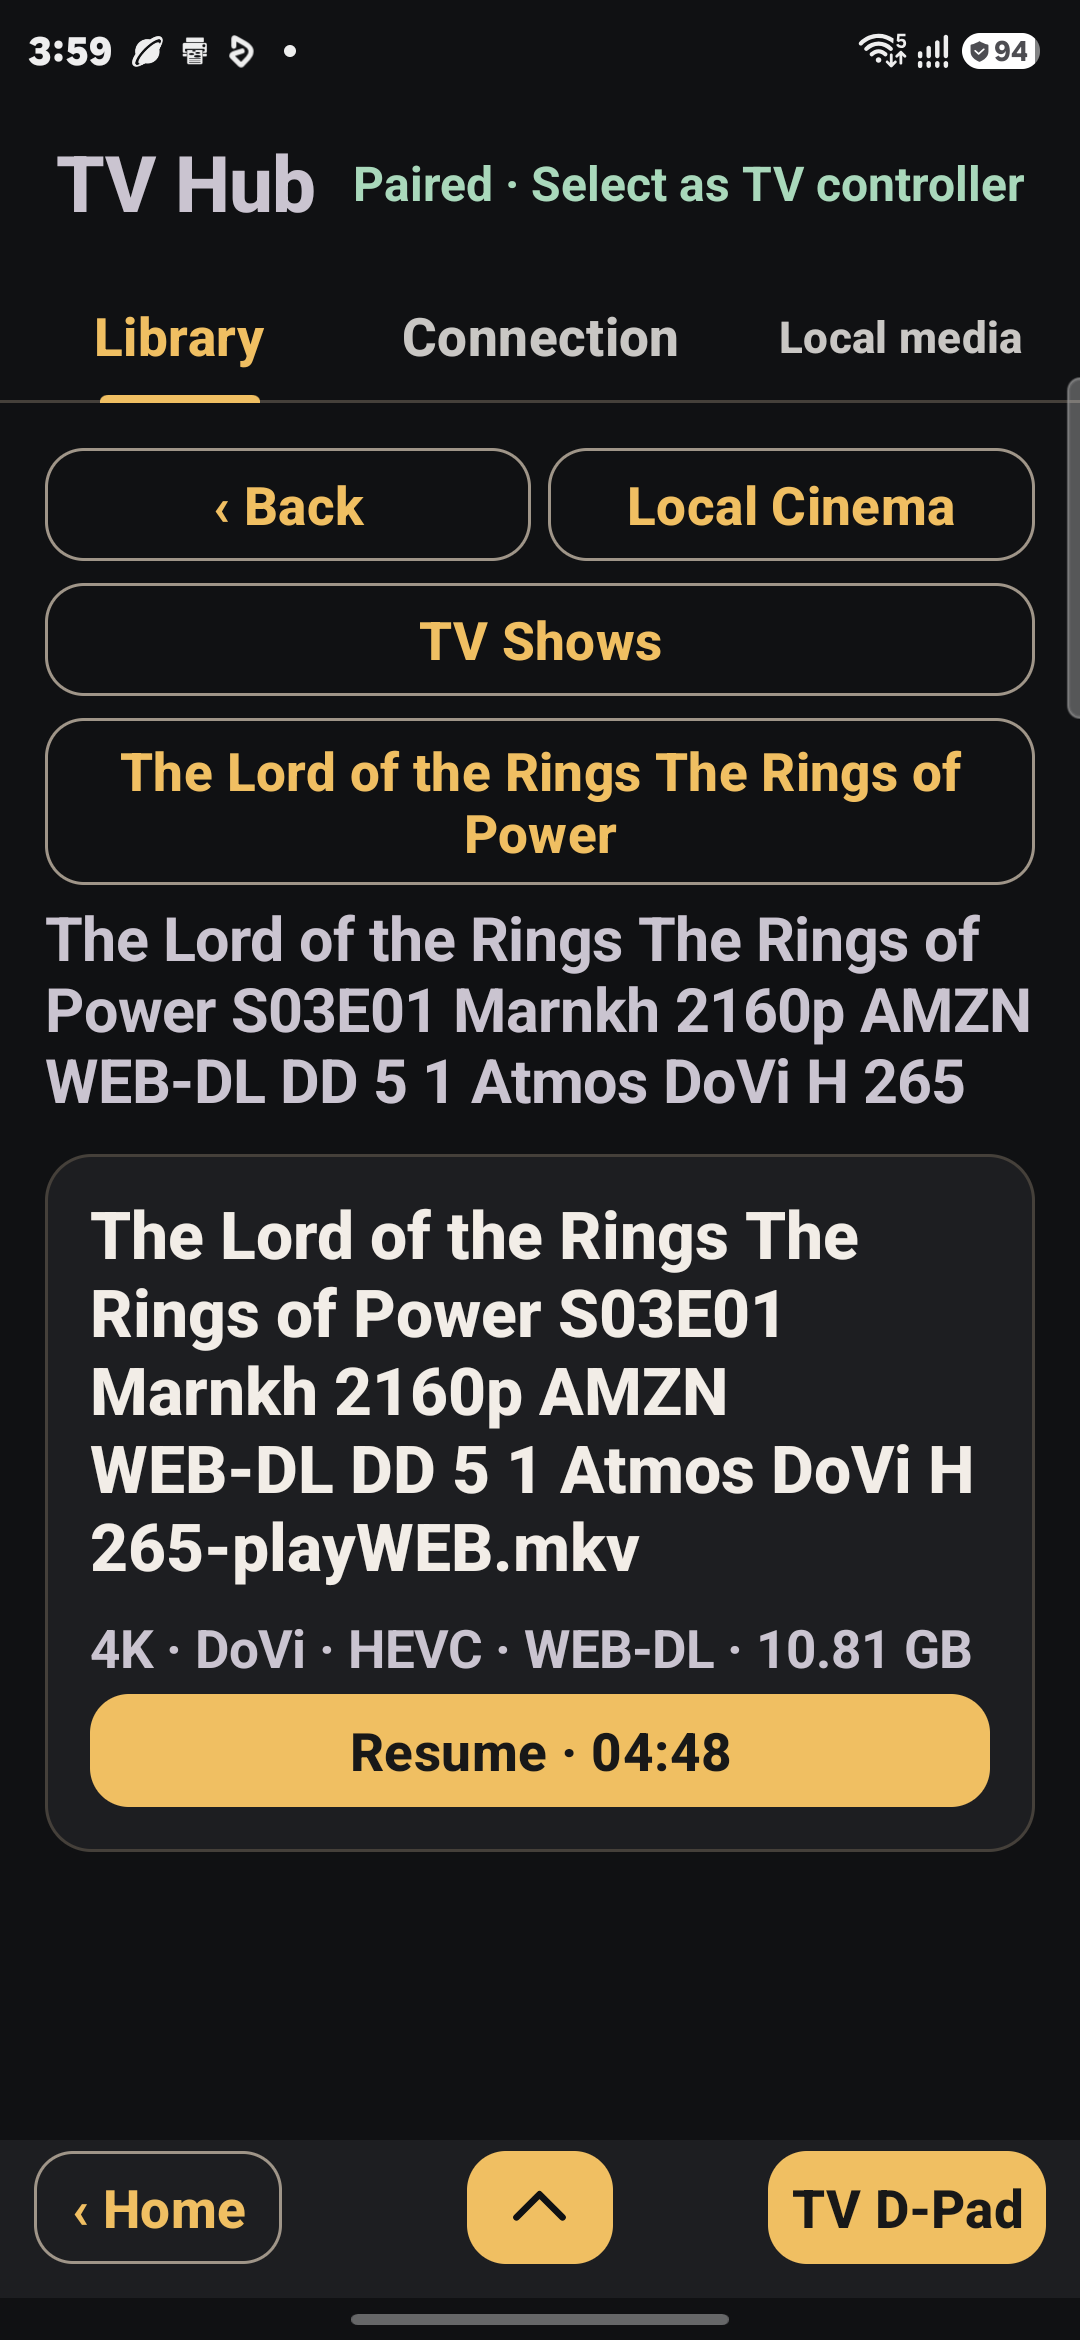 3:59
5
94
TV Hub
Paired · Select as TV controller
Library
Connection
Local media
‹ Back
Local Cinema
TV Shows
The Lord of the Rings The Rings of
Power
The Lord of the Rings The Rings of
Power S03E01 Marnkh 2160p AMZN
WEB-DL DD 5 1 Atmos DoVi H 265
The Lord of the Rings The
Rings of Power S03E01
Marnkh 2160p AMZN
WEB-DL DD 5 1 Atmos DoVi H
265-playWEB.mkv
4K · DoVi · HEVC · WEB-DL · 10.81 GB
Resume · 04:48
‹ Home
TV D-Pad